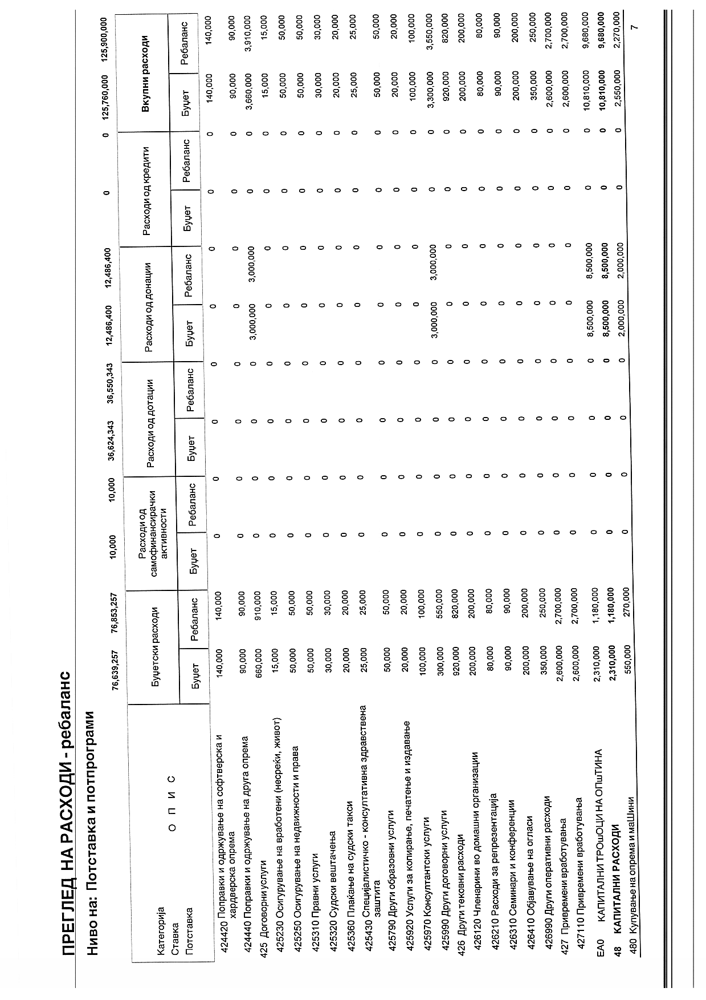 ПРЕГЛЕД НА РАСХОДИ - ребаланс
Ниво на: Потставка и потпрограми
76,639,257 76,853,257 10,000 10,000 36,624,343 36,550,343 12,486,400 12,486,400 0 0 125,760,000 125,900,000
Категорија
Ставка
Потставка
О П И С
Буџетски расходи
Расходи од
самофинансирачки
активности
Расходи од дотации
Расходи од донации
Расходи од кредити
Вкупни расходи
Буџет Ребаланс Буџет Ребаланс Буџет Ребаланс Буџет Ребаланс Буџет Ребаланс Буџет Ребаланс
424420 Поправки и одржување на софтверска и 140,000 140,000 0 0 0 0 0 0 0 0 140,000 140,000
хардверска опрема
424440 Поправки и одржување на друга опрема 90,000 90,000 0 0 0 0 0 0 0 0 90,000 90,000
425 Договорни услуги 660,000 910,000 0 0 0 0 3,000,000 3,000,000 0 0 3,660,000 3,910,000
425230 Осигурување на вработени (несреќи, живот) 15,000 15,000 0 0 0 0 0 0 0 0 15,000 15,000
425250 Осигурување на недвижности и права 50,000 50,000 0 0 0 0 0 0 0 0 50,000 50,000
425310 Правни услуги 50,000 50,000 0 0 0 0 0 0 0 0 50,000 50,000
425320 Судски вештачења 30,000 30,000 0 0 0 0 0 0 0 0 30,000 30,000
425360 Плаќање на судски такси 20,000 20,000 0 0 0 0 0 0 0 0 20,000 20,000
425430 Специјалистичко - консултативна здравствена 25,000 25,000 0 0 0 0 0 0 0 0 25,000 25,000
заштита
425790 Други образовни услуги 50,000 50,000 0 0 0 0 0 0 0 0 50,000 50,000
425920 Услуги за копирање, печатење и издавање 20,000 20,000 0 0 0 0 0 0 0 0 20,000 20,000
425970 Консултантски услуги 100,000 100,000 0 0 0 0 0 0 0 0 100,000 100,000
425990 Други договорни услуги 300,000 550,000 0 0 0 0 3,000,000 3,000,000 0 0 3,300,000 3,550,000
426 Други тековни расходи 920,000 820,000 0 0 0 0 0 0 0 0 920,000 820,000
426120 Членарини во домашни организации 200,000 200,000 0 0 0 0 0 0 0 0 200,000 200,000
426210 Расходи за репрезентација 80,000 80,000 0 0 0 0 0 0 0 0 80,000 80,000
426310 Семинари и конференции 90,000 90,000 0 0 0 0 0 0 0 0 90,000 90,000
426410 Објавување на огласи 200,000 200,000 0 0 0 0 0 0 0 0 200,000 200,000
426990 Други оперативни расходи 350,000 250,000 0 0 0 0 0 0 0 0 350,000 250,000
427 Привремени вработувања 2,600,000 2,700,000 0 0 0 0 0 0 0 0 2,600,000 2,700,000
427110 Привремени вработувања 2,600,000 2,700,000 0 0 0 0 0 0 0 0 2,600,000 2,700,000
ЕА0 КАПИТАЛНИ ТРОшОЦИ НА ОПшТИНА 2,310,000 1,180,000 0 0 0 0 8,500,000 8,500,000 0 0 10,810,000 9,680,000
48 КАПИТАЛНИ РАСХОДИ 2,310,000 1,180,000 0 0 0 0 8,500,000 8,500,000 0 0 10,810,000 9,680,000
480 Купување на опрема и маШини 550,000 270,000 0 0 0 0 2,000,000 2,000,000 0 0 2,550,000 2,270,000
7